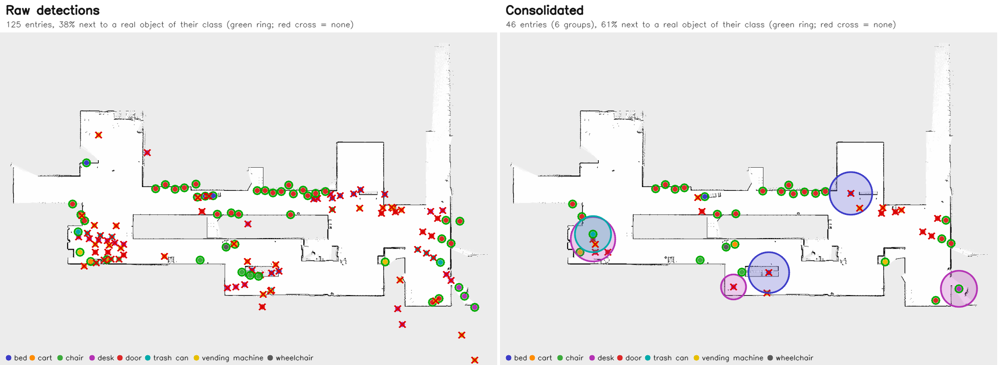 Raw detections
125 entries, 38% next to a real object of their class (green ring; red cross = none)
bed cart chair desk door trash can vending machine wheelchair
Consolidated
46 entries (6 groups), 61% next to a real object of their class (green ring; red cross = none)
bed cart chair desk door trash can vending machine wheelchair